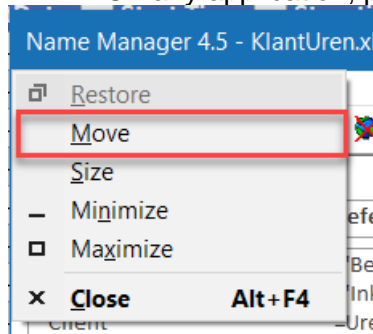 Name Manager 4.5 - KlantUren.x
Restore
Move
Size
Minimize
Maximize
Close Alt+F4
Client